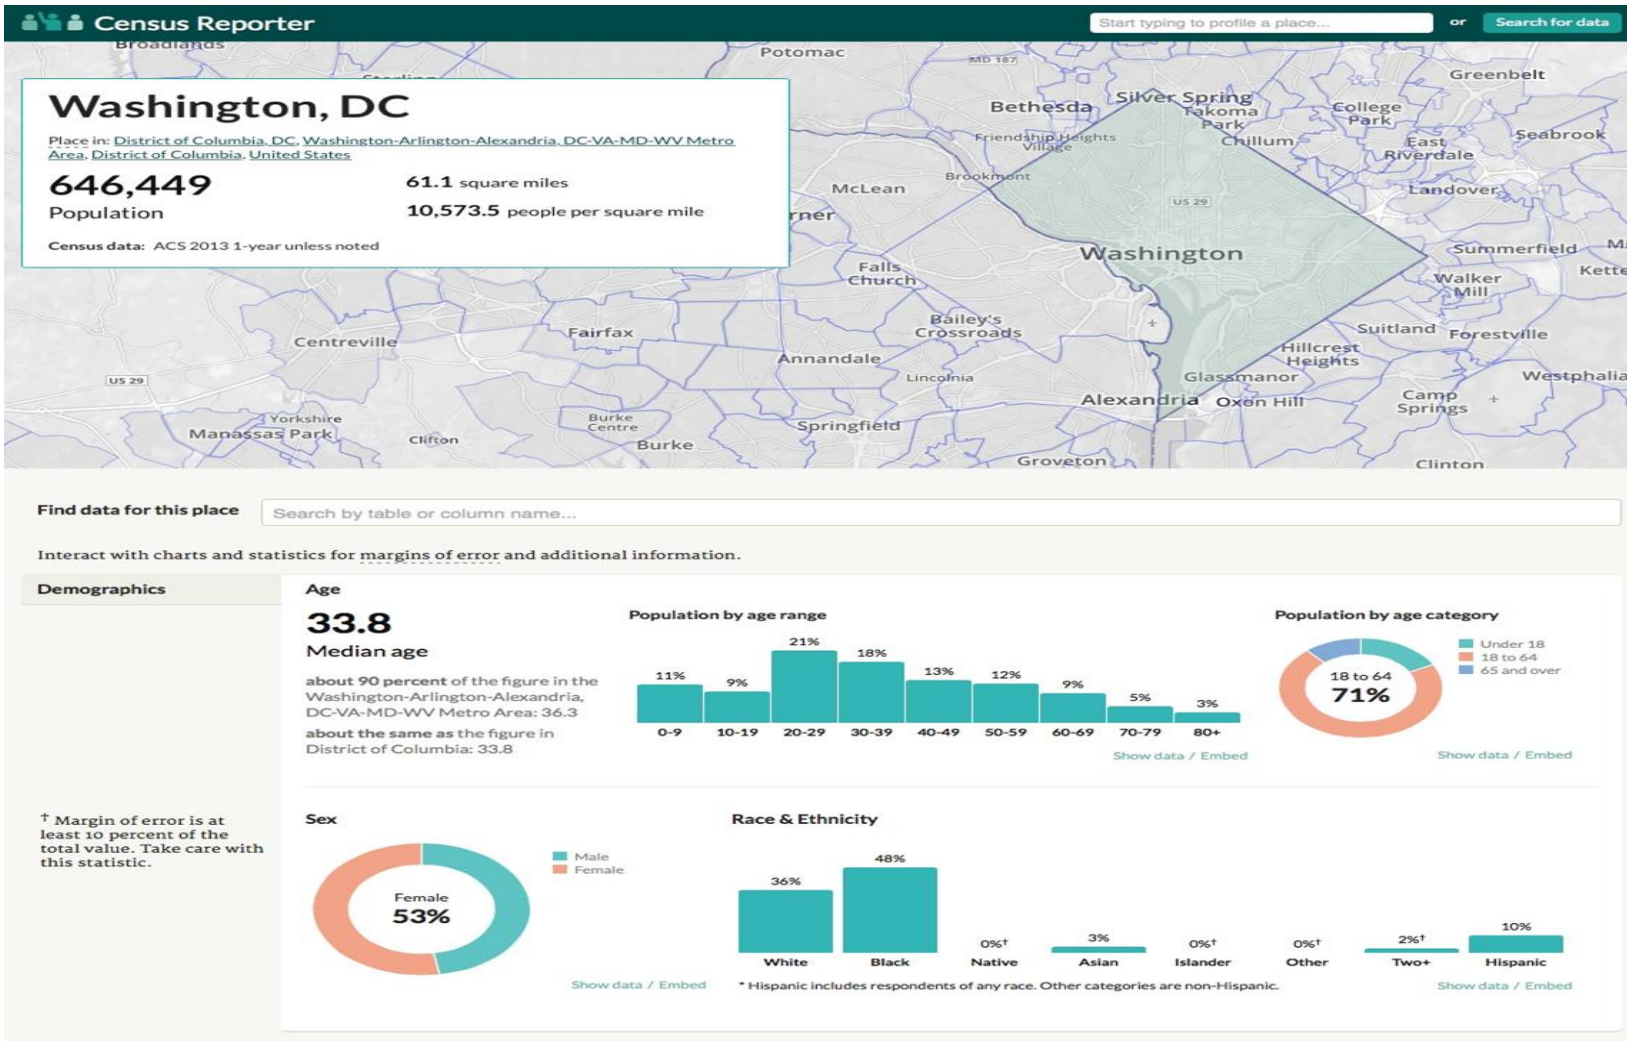 Census Reporter
Start typing to profile a place...
or
Search for data
Broadlands
Potomac
MD 187
Greenbelt
Washington, DC
Place in: District of Columbia, DC, Washington-Arlington-Alexandria, DC-VA-MD-WV Metro
Area, District of Columbia, United States
646,449
Population
61.1 square miles
10,573.5 people per square mile
Census data: ACS 2013 1-year unless noted
Bethesda
Silver Spring
Takoma
Park
College
Park
Friendship Heights
Village
Chillum
East
Riverdale
Seabrook
Brookmont
McLean
Landover
US 29
Washington
Summerfield
Falls
Church
Walker
Mill
Kette
Bailey's
Crossroads
Suitland
Forestville
Centreville
Fairfax
Annandale
Hillcrest
Heights
US 29
Lincolnia
Glassmanor
Westphalia
Alexandria
Oxon Hill
Camp
Springs
Yorkshire
Manassas Park
Clifton
Burke
Centre
Burke
Springfield
Groveton
Clinton
Find data for this place
Search by table or column name...
Interact with charts and statistics for margins of error and additional information.
Demographics
† Margin of error is at
least 10 percent of the
total value. Take care with
this statistic.
Age
33.8
Median age
about 90 percent of the figure in the
Washington-Arlington-Alexandria,
DC-VA-MD-WV Metro Area: 36.3
about the same as the figure in
District of Columbia: 33.8
Population by age range
11% 9% 21% 18% 13% 12% 9% 5% 3%
0-9 10-19 20-29 30-39 40-49 50-59 60-69 70-79 80+
Show data / Embed
Population by age category
18 to 64
71%
Under 18
18 to 64
65 and over
Show data / Embed
Sex
Female
53%
Male
Female
Show data / Embed
Race & Ethnicity
36% 48% 0%† 3% 0%† 0%† 2%† 10%
White Black Native Asian Islander Other Two+ Hispanic
* Hispanic includes respondents of any race. Other categories are non-Hispanic.
Show data / Embed